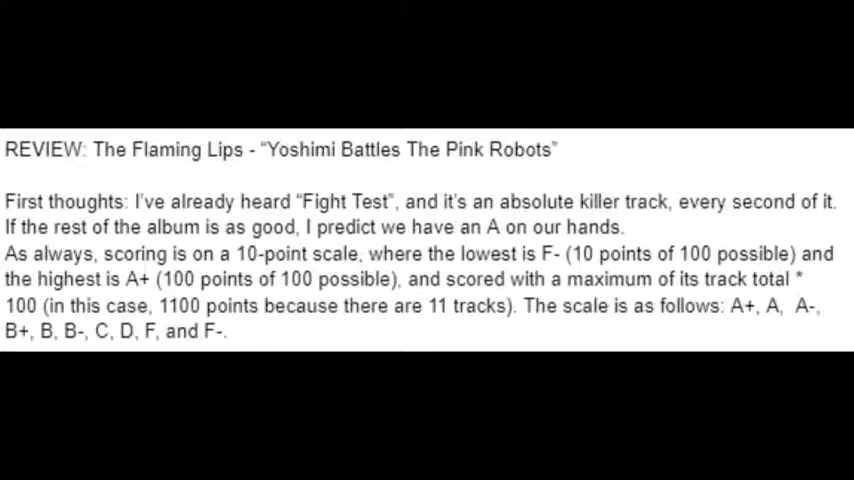 REVIEW: The Flaming Lips - “Yoshimi Battles The Pink Robots”
First thoughts: I’ve already heard “Fight Test”, and it’s an absolute killer track, every second of it.
If the rest of the album is as good, I predict we have an A on our hands.
As always, scoring is on a 10-point scale, where the lowest is F- (10 points of 100 possible) and
the highest is A+ (100 points of 100 possible), and scored with a maximum of its track total *
100 (in this case, 1100 points because there are 11 tracks). The scale is as follows: A+, A, A-,
B+, B, B-, C, D, F, and F-.